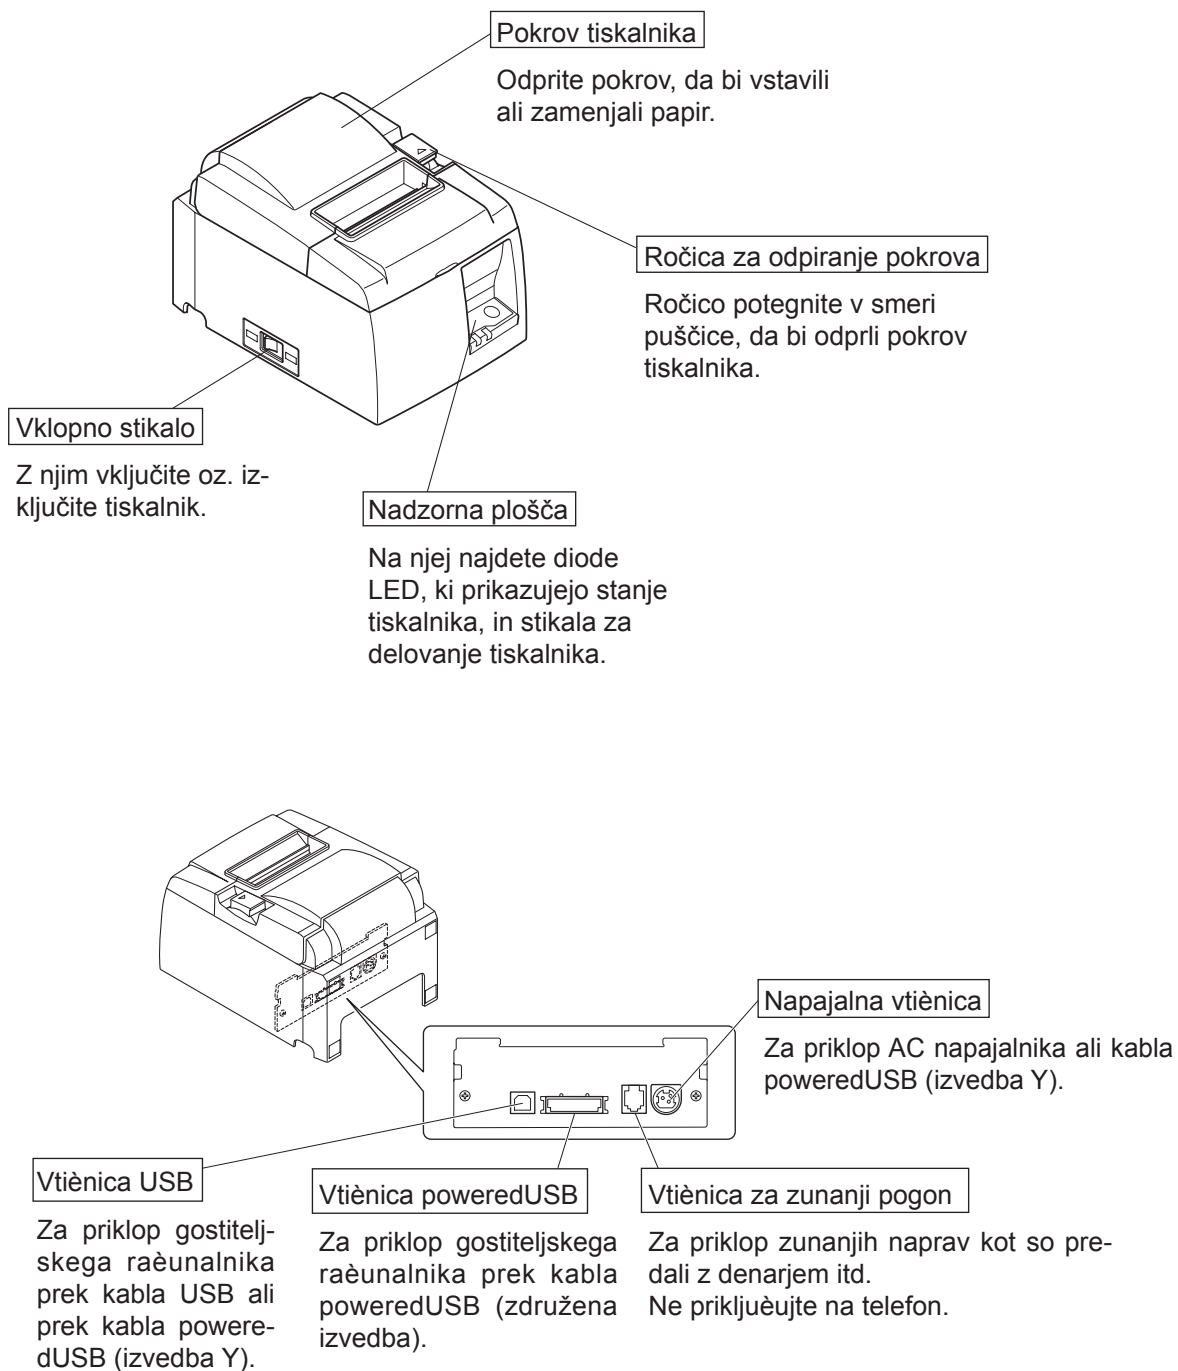 Pokrov tiskalnika
Odprite pokrov, da bi vstavili
ali zamenjali papir.
Ročica za odpiranje pokrova
Ročico potegnite v smeri
puščice, da bi odprli pokrov
tiskalnika.
Vklopno stikalo
Z njim vključite oz. iz-
ključite tiskalnik.
Nadzorna plošča
Na njej najdete diode
LED, ki prikazujejo stanje
tiskalnika, in stikala za
delovanje tiskalnika.
Napajalna vtiènica
Za priklop AC napajalnika ali kabla
poweredUSB (izvedba Y).
Vtiènica USB
Za priklop gostitelj-
skega raèunalnika
prek kabla USB ali
prek kabla powere-
dUSB (izvedba Y).
Vtiènica poweredUSB
Za priklop gostiteljskega
raèunalnika prek kabla
poweredUSB (združena
izvedba).
Vtiènica za zunanji pogon
Za priklop zunanjih naprav kot so pre-
dali z denarjem itd.
Ne prikljuèujte na telefon.